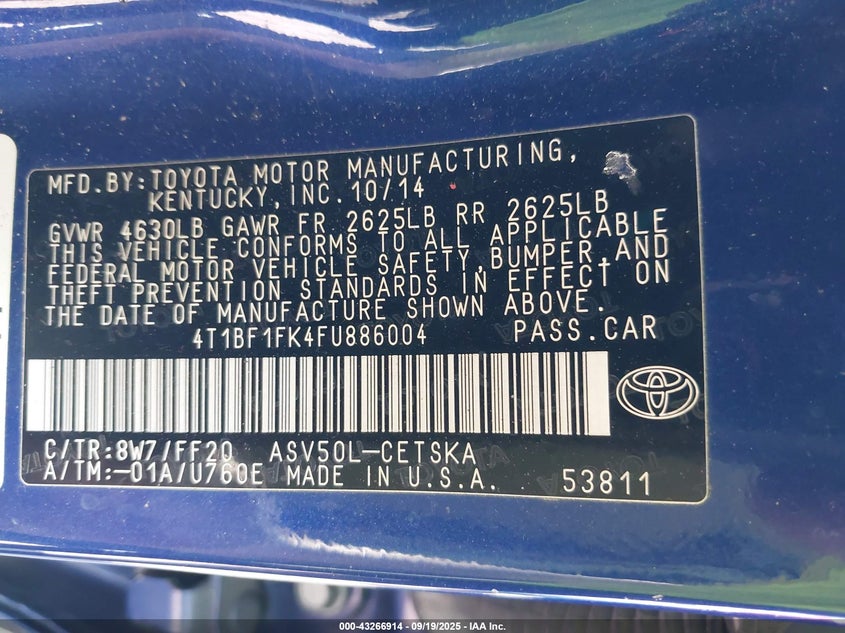 MFD.BY:TOYOTA MOTOR MANUFACTURING,
KENTUCKY,INC.10/14
GVWR 4630LB GAWR FR 2625LB RR 2625LB
THIS VEHICLE CONFORMS TO ALL APPLICABLE
FEDERAL MOTOR VEHICLE SAFETY,BUMPER,AND
THEFT PREVENTION STANDARDS IN EFFECT ON
THE DATE OF MANUFACTURE SHOWN ABOVE.
4T1BF1FK4FU886004 PASS.CAR
C/TR:8W7/FF20 ASV50L-CETSKA
A/TM:-01A/U760E MADE IN U.S.A. 53811
000-43266914 - 09/19/2025 - IAA Inc.